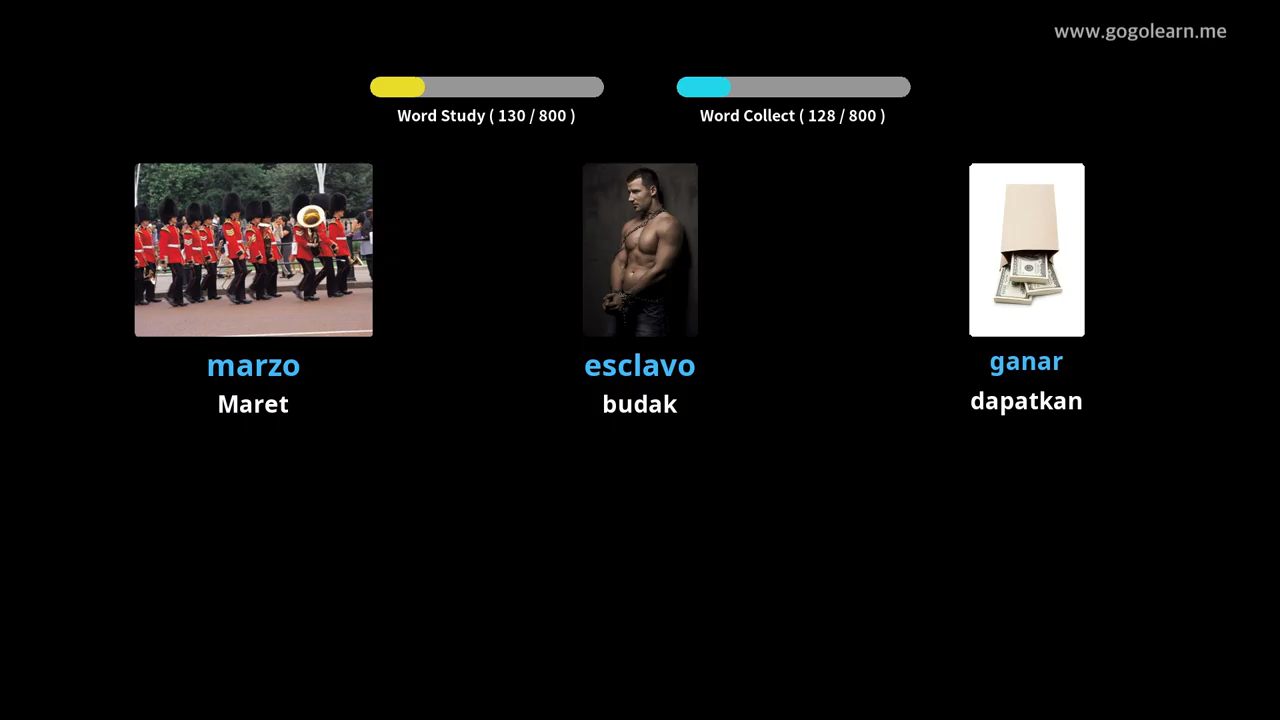 www.gogolearn.me
Word Study ( 130 / 800 )
Word Collect ( 128 / 800 )
marzo
Maret
esclavo
budak
ganar
dapatkan